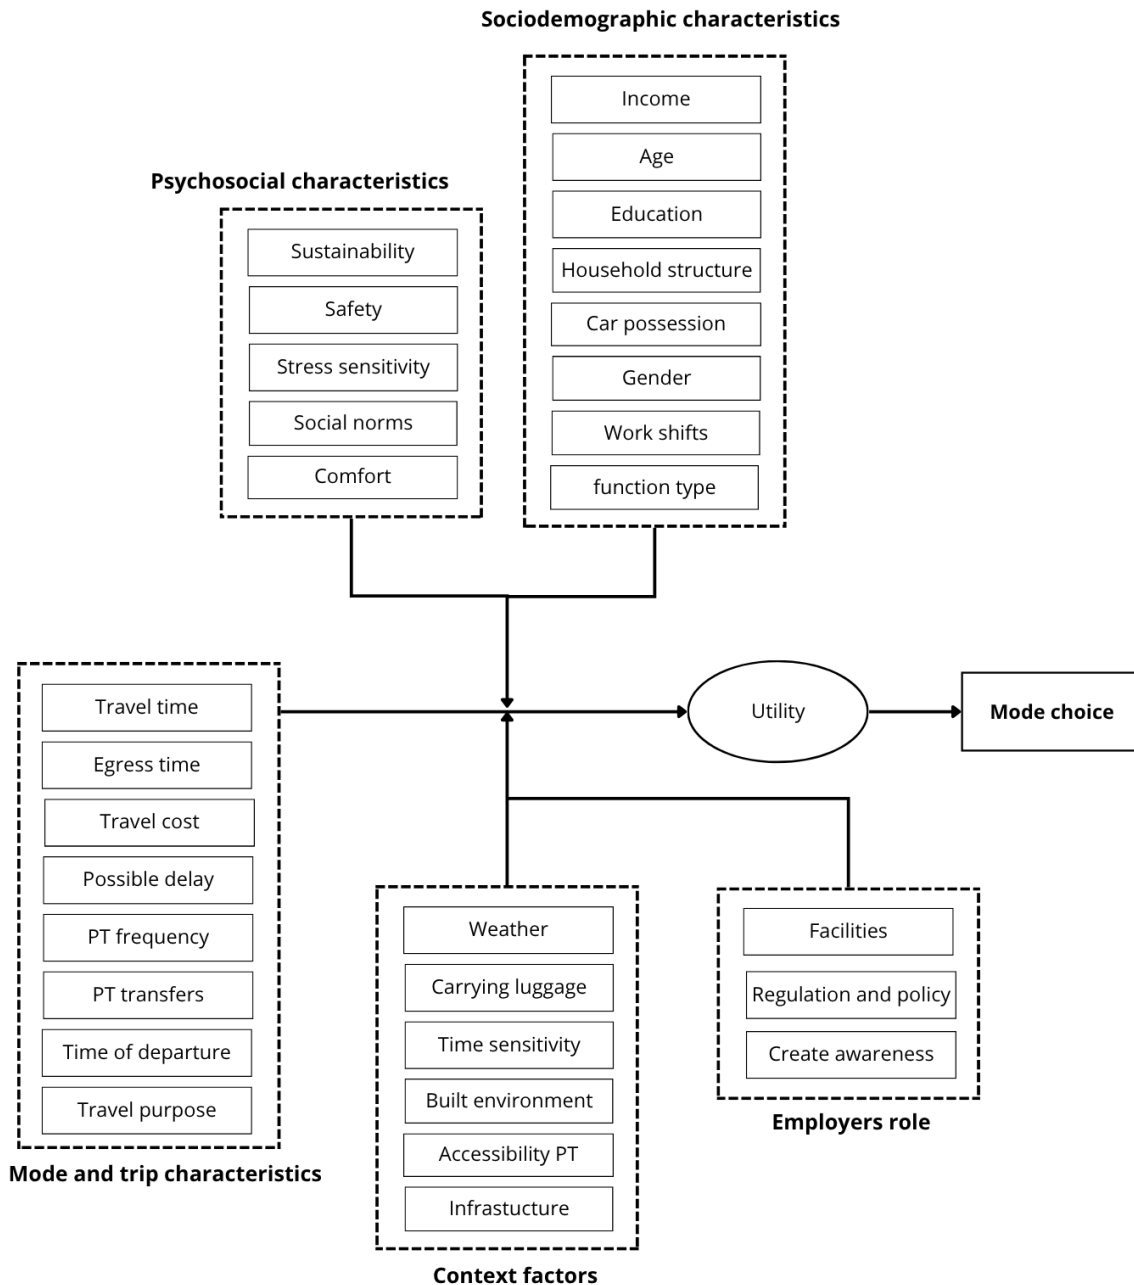 Sociodemographic characteristics
Income
Age
Education
Household structure
Car possession
Gender
Work shifts
function type
Psychosocial characteristics
Sustainability
Safety
Stress sensitivity
Social norms
Comfort
Travel time
Egress time
Travel cost
Possible delay
PT frequency
PT transfers
Time of departure
Travel purpose
Mode and trip characteristics
Utility
Mode choice
Weather
Carrying luggage
Time sensitivity
Built environment
Accessibility PT
Infrastucture
Context factors
Facilities
Regulation and policy
Create awareness
Employers role